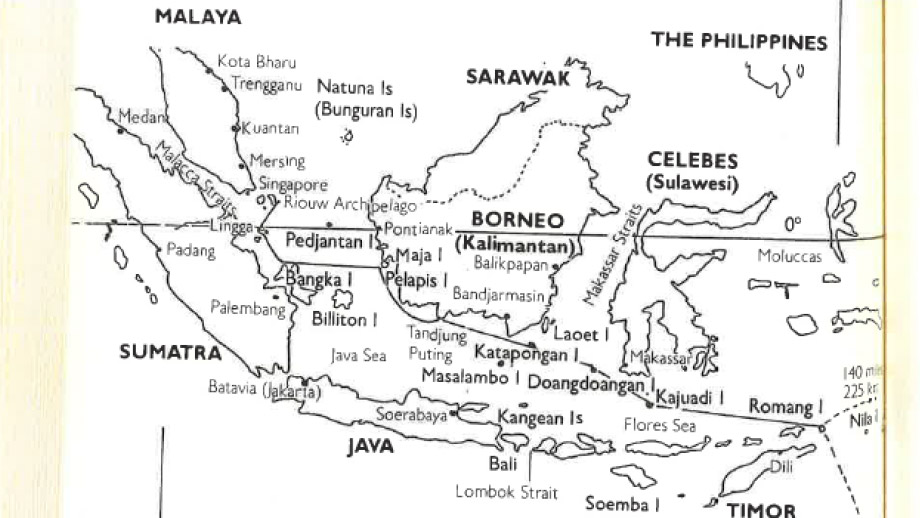 MALAYA
THE PHILIPPINES
Kota Bharu
Trengganu
Natuna Is
(Bunguran Is)
SARAWAK
Medan
Kuantan
Mersing
Malacca Straits
Singapore
CELEBES
(Sulawesi)
Riouw Archipelago
Lingga
Pontianak
BORNEO
(Kalimantan)
Pedjantan I
Maja I
Makassar Straits
Padang
Balikpapan
Moluccas
Bangka I
Pelapis I
Palembang
Bandjarmasin
Billiton I
Tandjung
Puting
Laoet I
SUMATRA
Java Sea
Katapongan I
Makassar
Masalambo I
Doangdoangan I
140
225
Batavia (Jakarta)
Kajuadi I
Romang I
Soerabaya
Kangean Is
Flores Sea
Nila I
JAVA
Bali
Dili
Lombok Strait
Soemba I
TIMOR